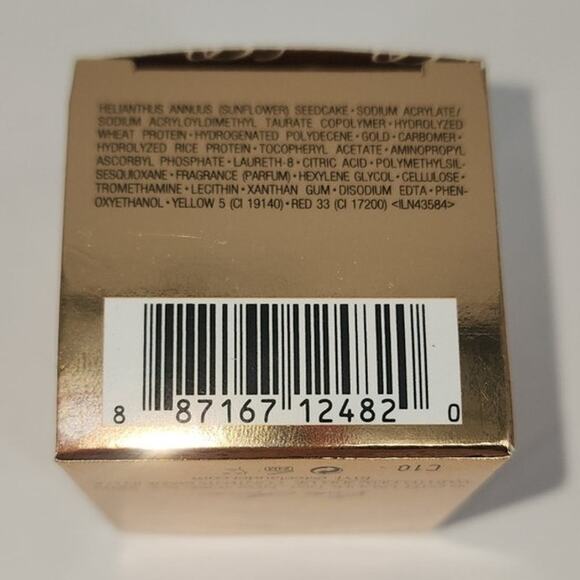 HELIANTHUS ANNUUS (SUNFLOWER) SEEDCAKE • SODIUM ACRYLATE/
SODIUM ACRYLOYLDIMETHYL TAURATE COPOLYMER • HYDROLYZED
WHEAT PROTEIN • HYDROGENATED POLYDECENE • GOLD • CARBOMER •
HYDROLYZED RICE PROTEIN • TOCOPHERYL ACETATE • AMINOPROPYL
ASCORBYL PHOSPHATE • LAURETH-8 • CITRIC ACID • POLYMETHYLSIL-
SESQUIOXANE • FRAGRANCE (PARFUM) • HEXYLENE GLYCOL • CELLULOSE •
TROMETHAMINE • LECITHIN • XANTHAN GUM • DISODIUM EDTA • PHEN-
OXYETHANOL • YELLOW 5 (CI 19140) • RED 33 (CI 17200) <ILN43584>
8 87167 12482 0